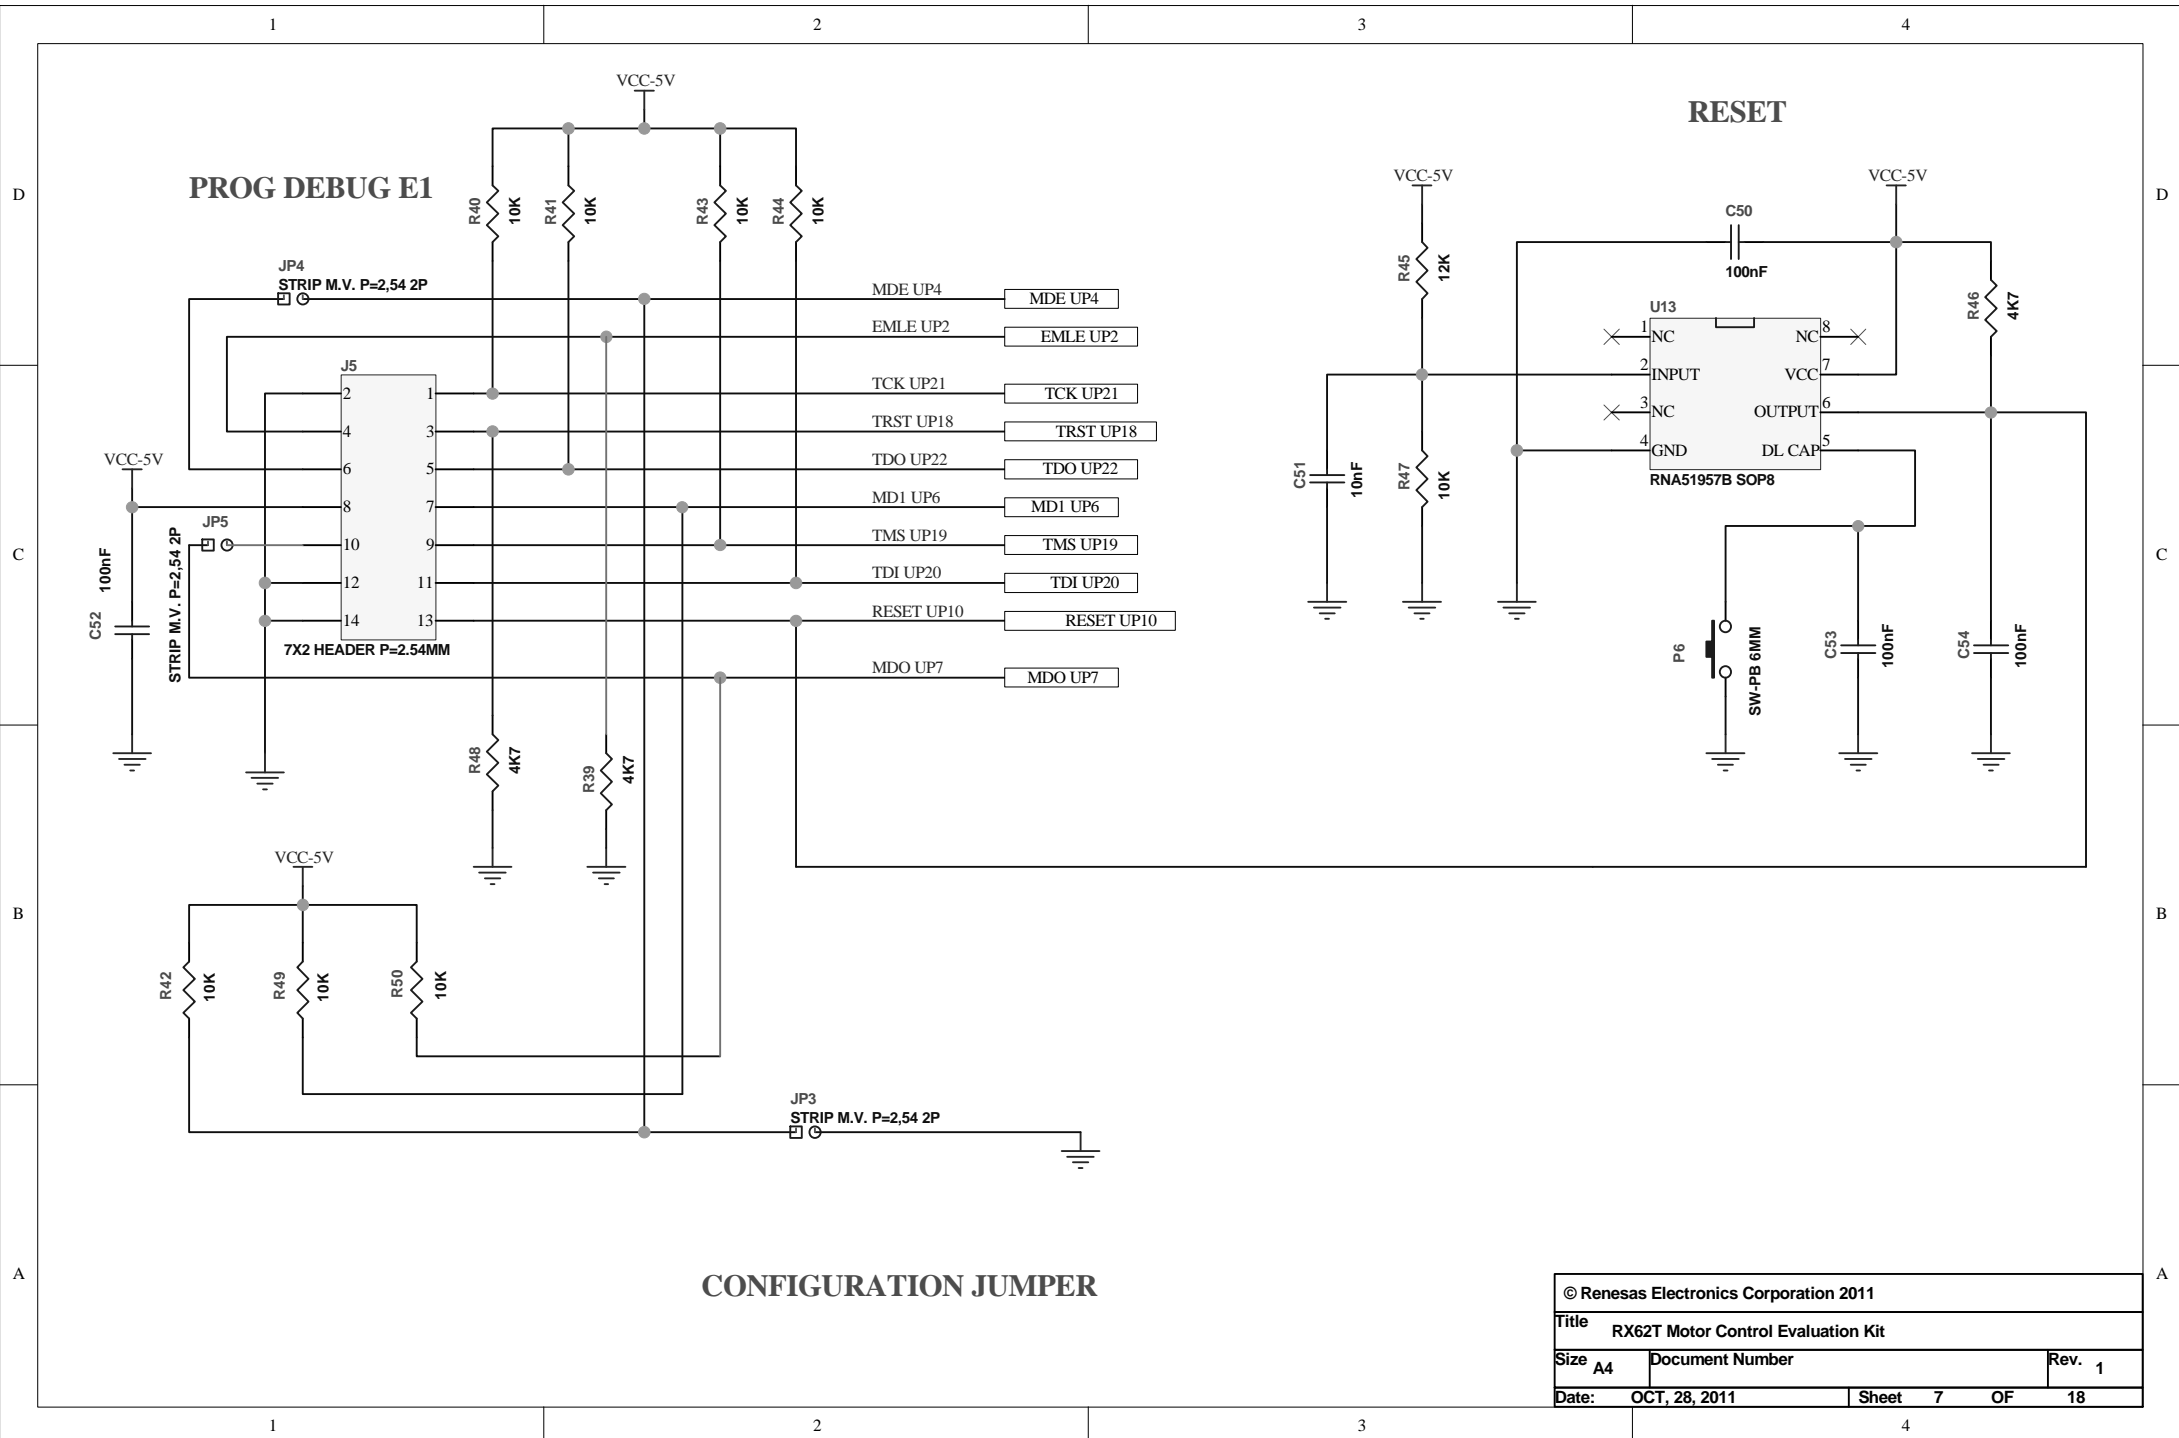 1 2 3 4
D D
C C
B B
A A
PROG DEBUG E1
VCC-5V
R40 10K
R41 10K
R43 10K
R44 10K
JP4
STRIP M.V. P=2,54 2P
MDE UP4 MDE UP4
EMLE UP2 EMLE UP2
J5
2 1 TCK UP21 TCK UP21
4 3 TRST UP18 TRST UP18
6 5 TDO UP22 TDO UP22
8 7 MD1 UP6 MD1 UP6
10 9 TMS UP19 TMS UP19
12 11 TDI UP20 TDI UP20
14 13 RESET UP10 RESET UP10
7X2 HEADER P=2.54MM
MDO UP7 MDO UP7
VCC-5V
C52 100nF
JP5
STRIP M.V. P=2,54 2P
R48 4K7
R39 4K7
VCC-5V
R42 10K
R49 10K
R50 10K
JP3
STRIP M.V. P=2,54 2P
CONFIGURATION JUMPER
RESET
VCC-5V
R45 12K
C51 10nF
R47 10K
VCC-5V
C50
100nF
R46 4K7
U13
1 NC NC 8
2 INPUT VCC 7
3 NC OUTPUT 6
4 GND DL CAP 5
RNA51957B SOP8
P6 SW-PB 6MM
C53 100nF
C54 100nF
© Renesas Electronics Corporation 2011
Title RX62T Motor Control Evaluation Kit
Size A4 Document Number Rev. 1
Date: OCT, 28, 2011 Sheet 7 OF 18
1 2 3 4